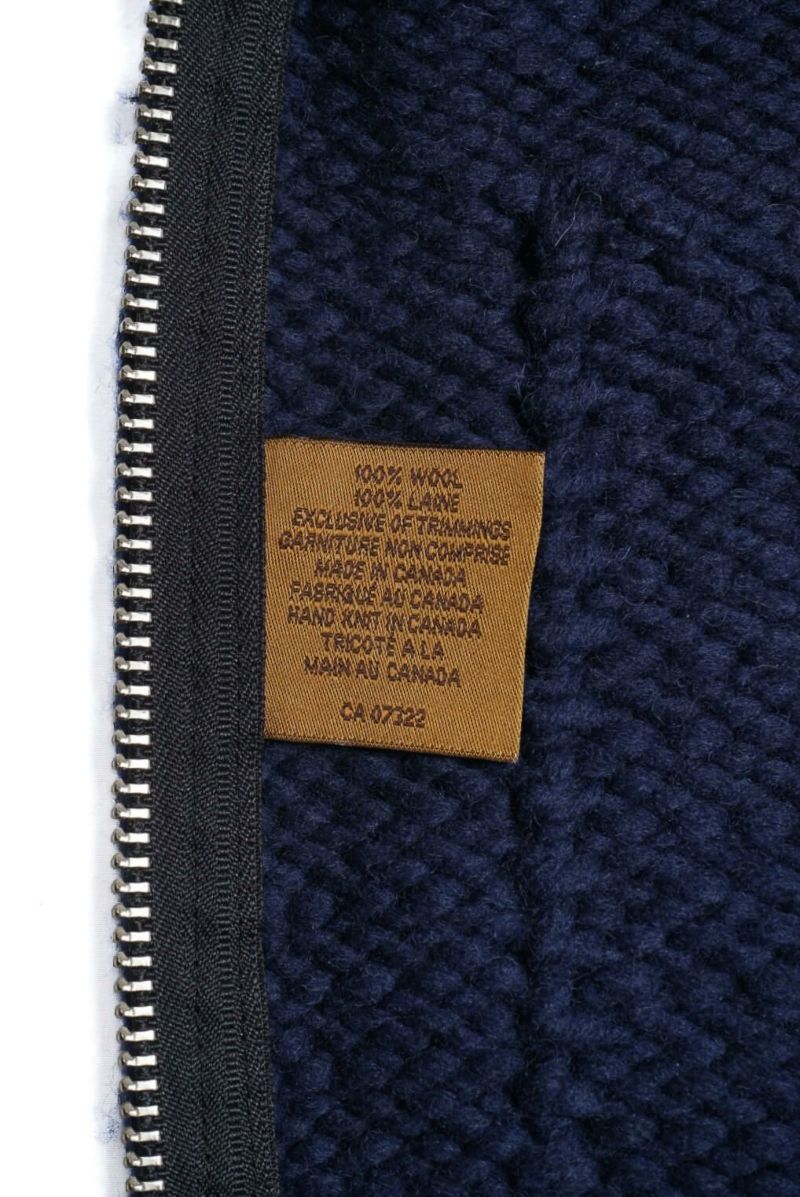 100% WOOL
100% LAINE
EXCLUSIVE OF TRIMMINGS
GARNITURE NON COMPRISE
MADE IN CANADA
FABRIQUÉ AU CANADA
HAND KNIT IN CANADA
TRICOTÉ A LA
MAIN AU CANADA
CA 07322